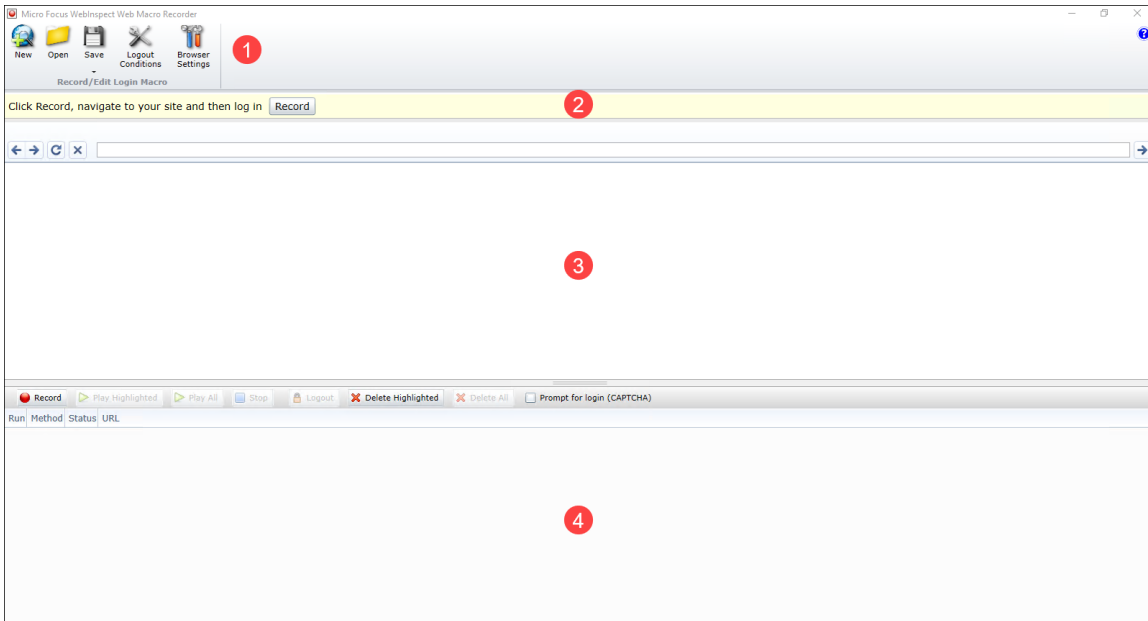 Micro Focus WebInspect Web Macro Recorder
New Open Save Logout Conditions Browser Settings
1
?
Record/Edit Login Macro
Click Record, navigate to your site and then log in Record
2
3
Record Play Highlighted Play All Stop Logout Delete Highlighted Delete All Prompt for login (CAPTCHA)
Run Method Status URL
4